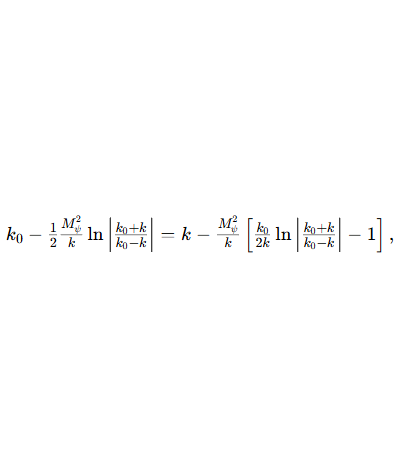 $k_0 - \frac{1}{2} \frac{M_\psi^2}{k} \ln \left| \frac{k_0+k}{k_0-k} \right| = k - \frac{M_\psi^2}{k} \left[ \frac{k_0}{2k} \ln \left| \frac{k_0+k}{k_0-k} \right| - 1 \right],$